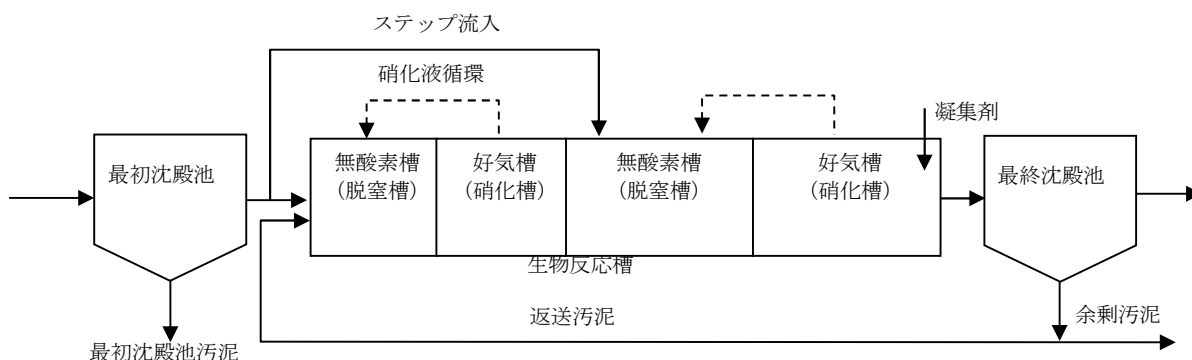 ステップ流入
硝化液循環
凝集剤
最初沈殿池
無酸素槽
(脱窒槽)
好気槽
(硝化槽)
無酸素槽
(脱窒槽)
好気槽
(硝化槽)
最終沈殿池
生物反応槽
返送汚泥
余剰汚泥
最初沈殿池汚泥